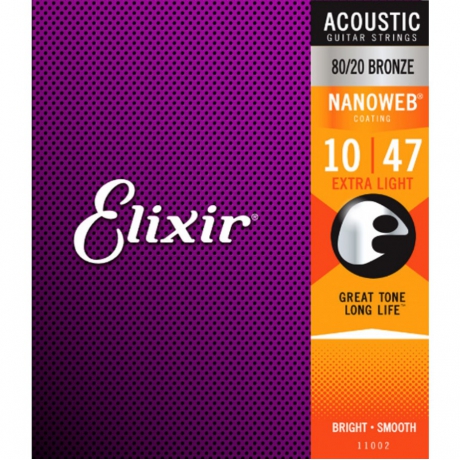 ACOUSTIC
GUITAR STRINGS
80/20 BRONZE
NANOWEB®
COATING
10 | 47
EXTRA LIGHT
Elixir®
GREAT TONE
LONG LIFE™
BRIGHT • SMOOTH
11002